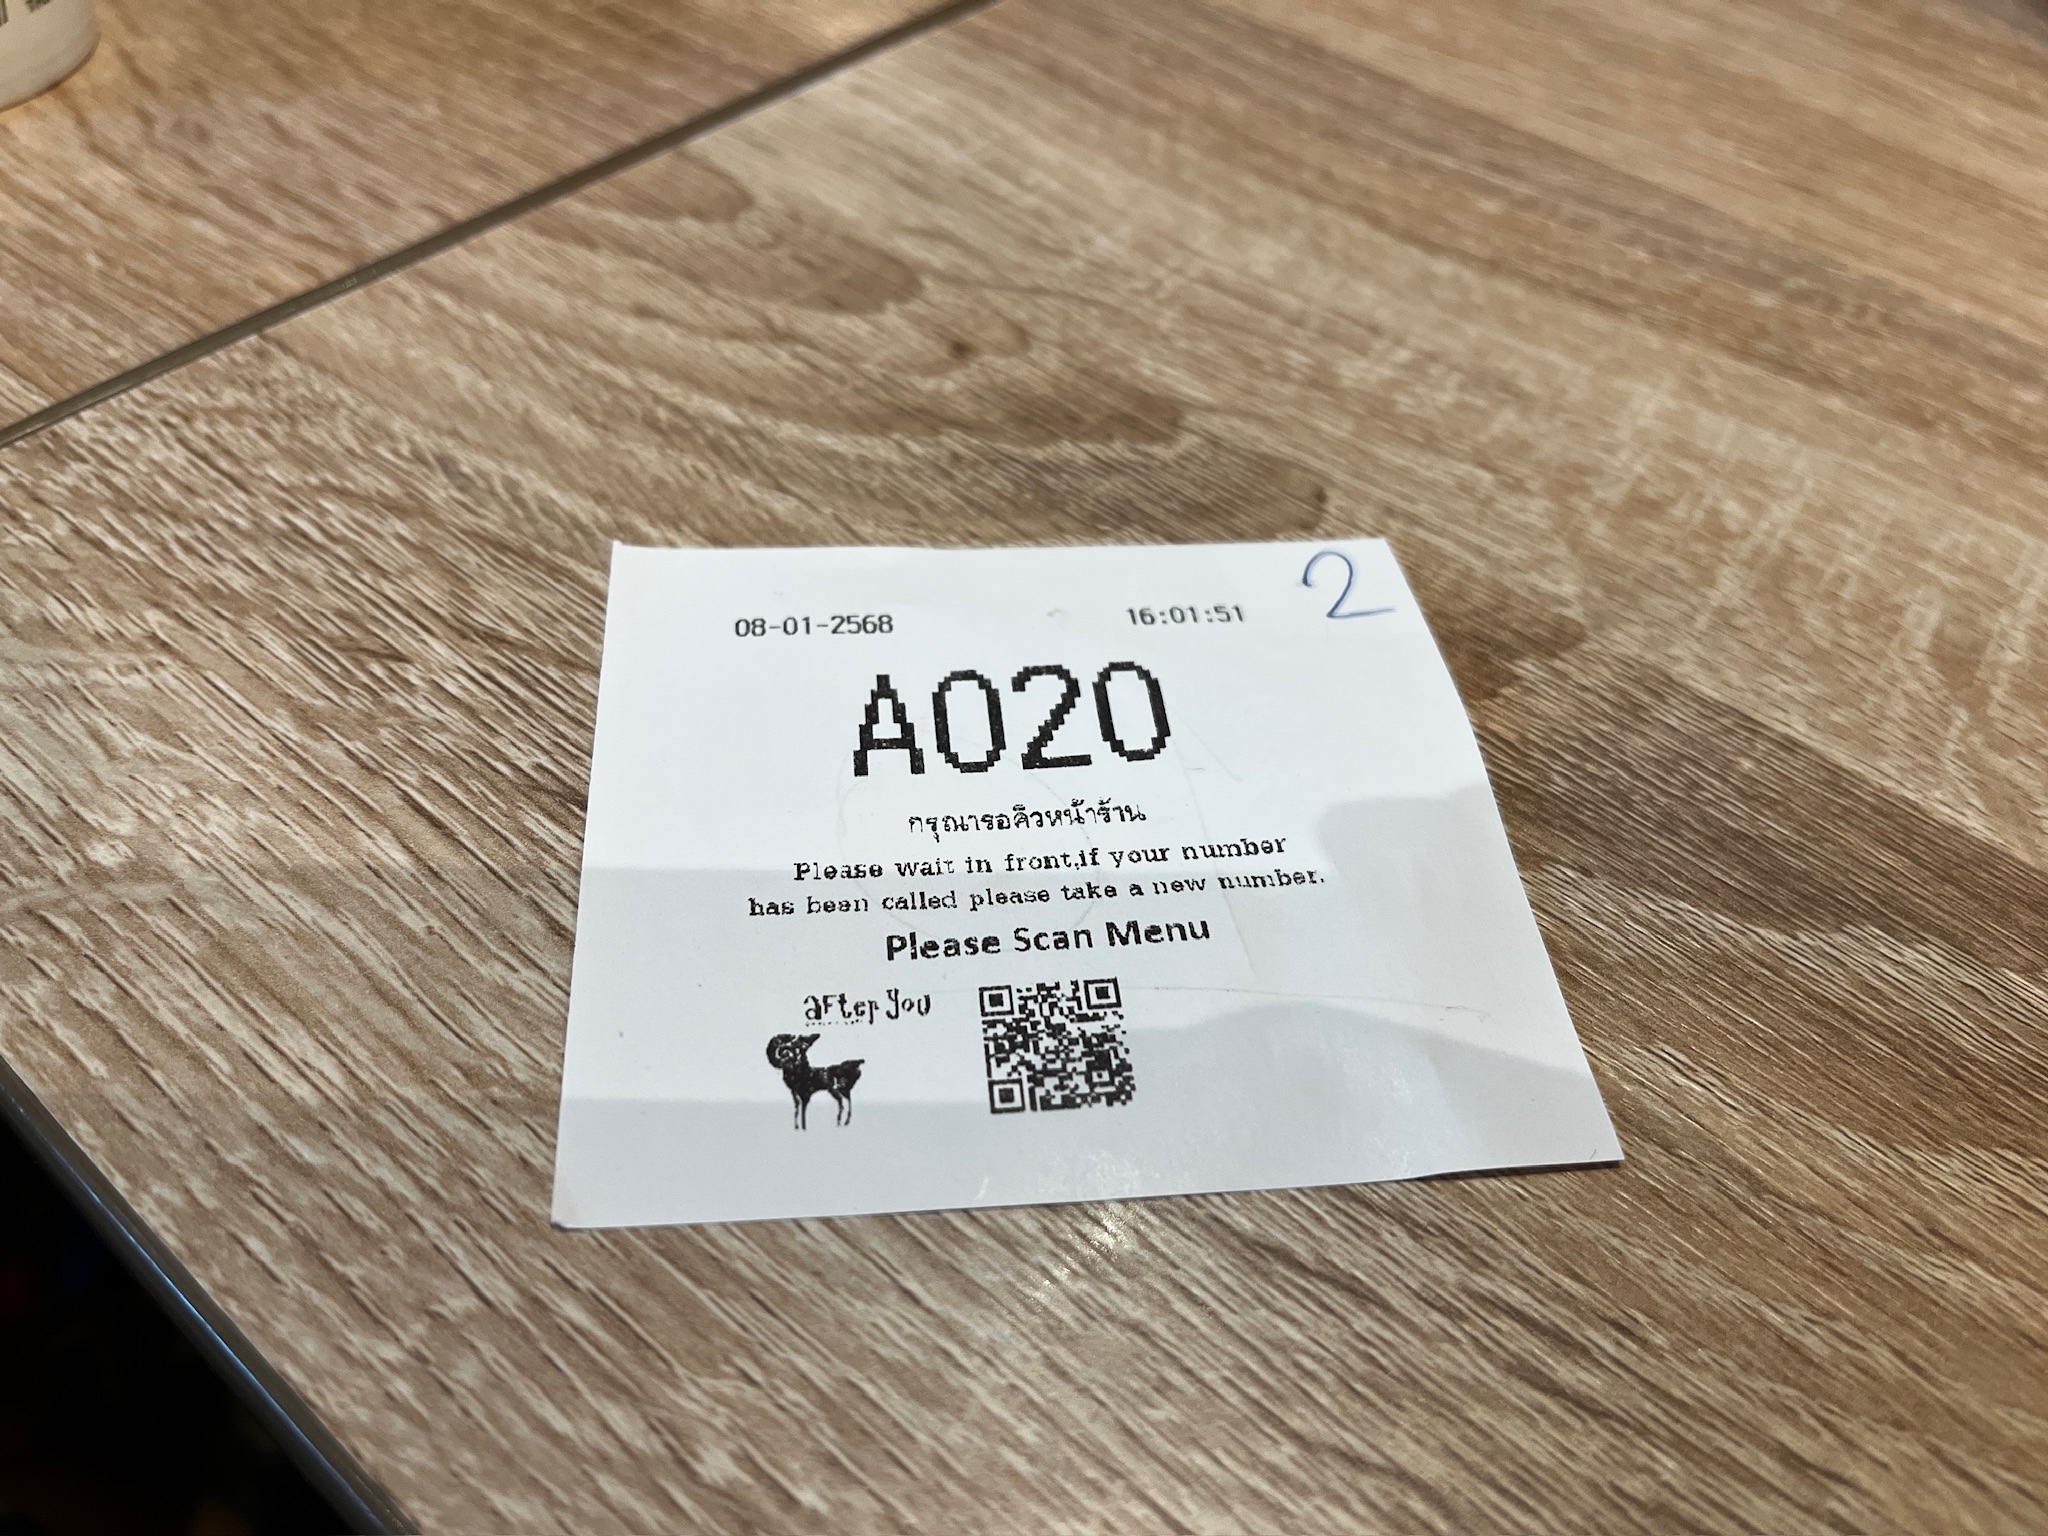 2
08-01-2568 16:01:51
A020
กรุณารอคิวหน้าร้าน
Please wait in front,if your number
has been called please take a new number.
Please Scan Menu
aFter you